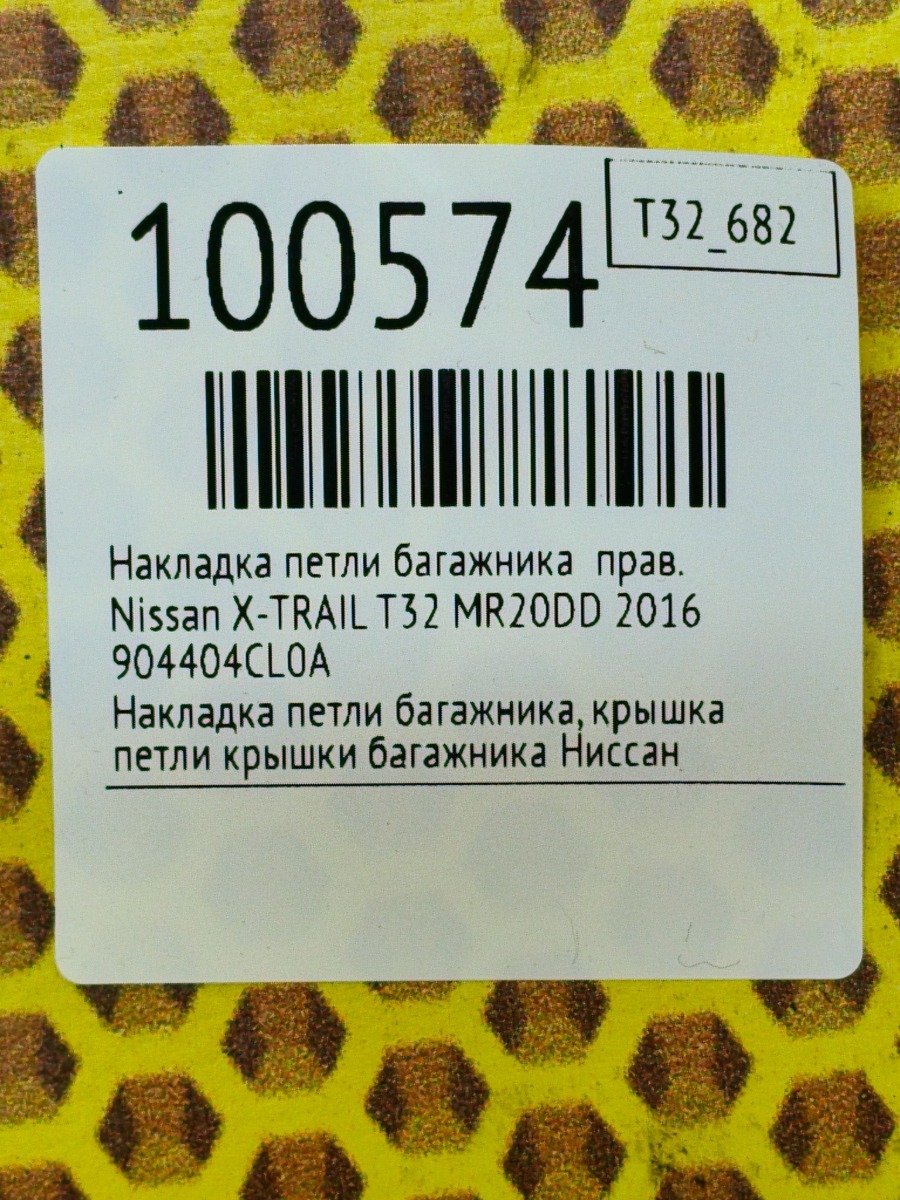 100574
T32_682
Накладка петли багажника прав.
Nissan X-TRAIL T32 MR20DD 2016
904404CL0A
Накладка петли багажника, крышка
петли крышки багажника Ниссан